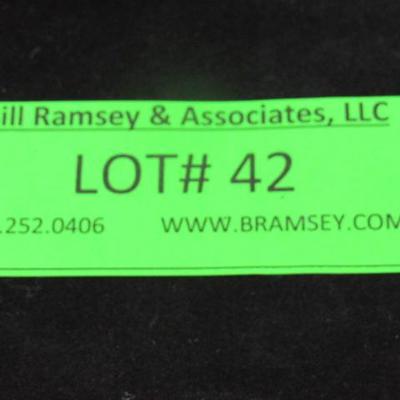 ill Ramsey & Associates, LLC
LOT# 42
.252.0406 WWW.BRAMSEY.COM